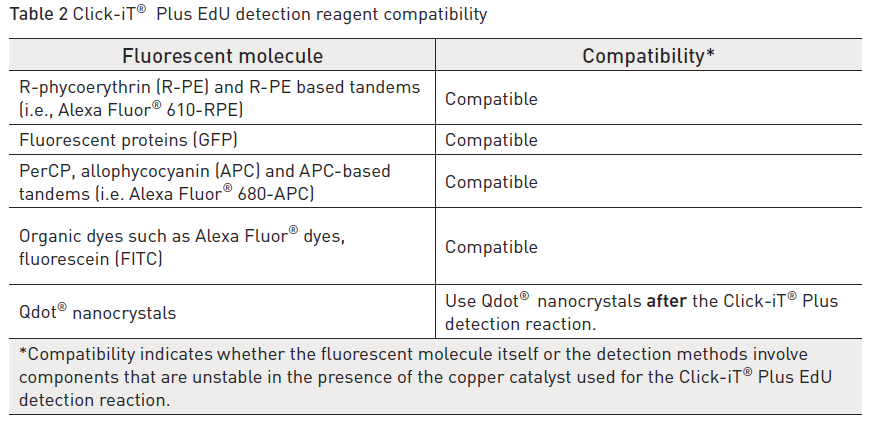 Table 2 Click-iT® Plus EdU detection reagent compatibility
Fluorescent molecule
Compatibility*
R-phycoerythrin (R-PE) and R-PE based tandems
(i.e., Alexa Fluor® 610-RPE)
Compatible
Fluorescent proteins (GFP)
Compatible
PerCP, allophycocyanin (APC) and APC-based
tandems (i.e. Alexa Fluor® 680-APC)
Compatible
Organic dyes such as Alexa Fluor® dyes,
fluorescein (FITC)
Compatible
Qdot® nanocrystals
Use Qdot® nanocrystals after the Click-iT® Plus
detection reaction.
*Compatibility indicates whether the fluorescent molecule itself or the detection methods involve
components that are unstable in the presence of the copper catalyst used for the Click-iT® Plus EdU
detection reaction.